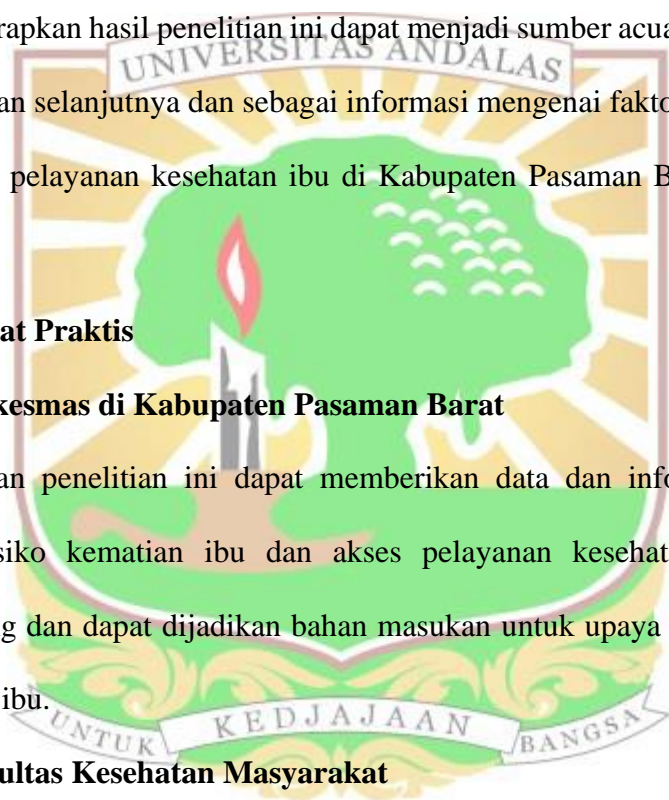 rapkan hasil penelitian ini dapat menjadi sumber acua
UNIVERSITAS ANDALAS
an selanjutnya dan sebagai informasi mengenai fakto
pelayanan kesehatan ibu di Kabupaten Pasaman B
at Praktis
kesmas di Kabupaten Pasaman Barat
an penelitian ini dapat memberikan data dan info
siko kematian ibu dan akses pelayanan kesehat
g dan dapat dijadikan bahan masukan untuk upaya
ibu.
UNTUK KEDJAJAAN BANGSA
ultas Kesehatan Masyarakat